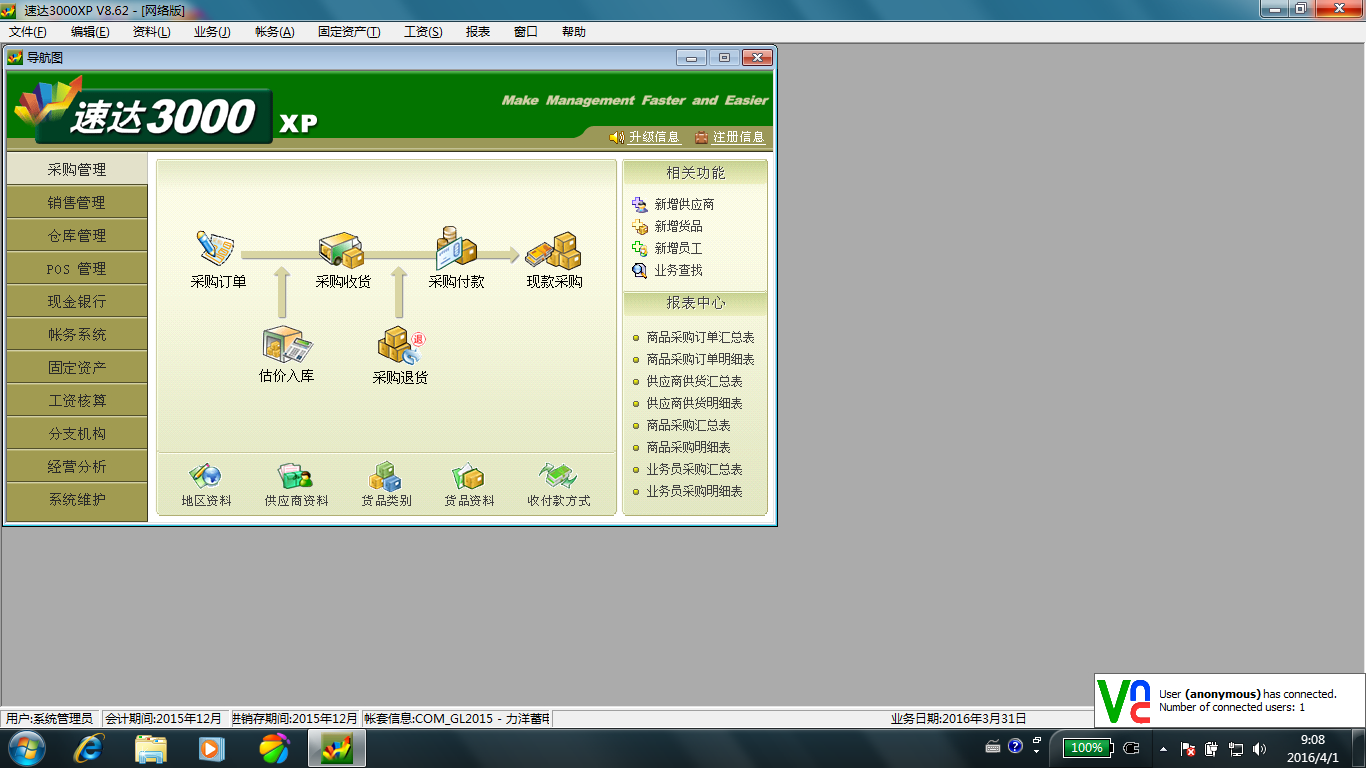 速达3000XP V8.62 - [网络版]
文件(F) 编辑(E) 资料(L) 业务(J) 帐务(A) 固定资产(T) 工资(S) 报表 窗口 帮助
导航图
速达3000 XP
Make Management Faster and Easier
升级信息 注册信息
采购管理
销售管理
仓库管理
POS 管理
现金银行
帐务系统
固定资产
工资核算
分支机构
经营分析
系统维护
采购订单 采购收货 采购付款 现款采购
退
估价入库 采购退货
地区资料 供应商资料 货品类别 货品资料 收付款方式
相关功能
新增供应商
新增货品
新增员工
业务查找
报表中心
商品采购订单汇总表
商品采购订单明细表
供应商供货汇总表
供应商供货明细表
商品采购汇总表
商品采购明细表
业务员采购汇总表
业务员采购明细表
VNC
User (anonymous) has connected.
Number of connected users: 1
用户:系统管理员 会计期间:2015年12月 进销存期间:2015年12月 帐套信息:COM_GL2015 - 力洋蓄电 业务日期:2016年3月31日
100%
9:08
2016/4/1